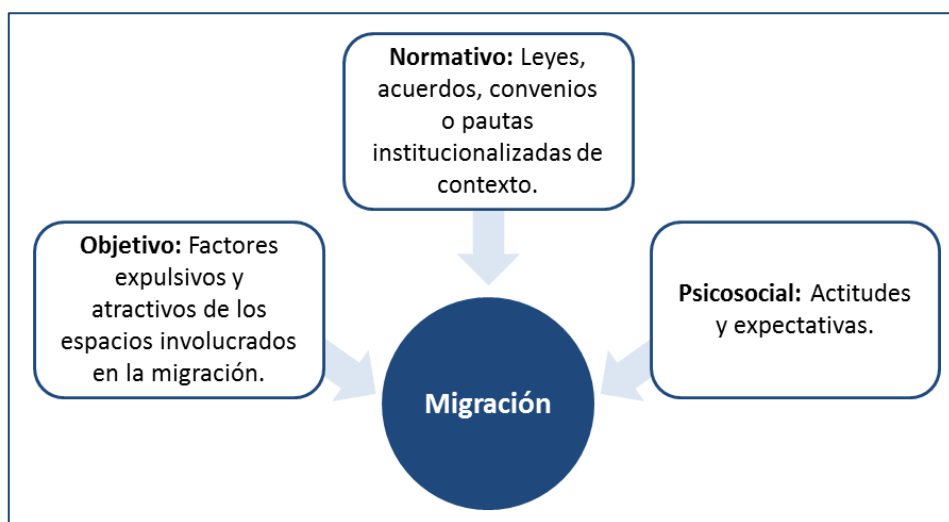 Normativo: Leyes,
acuerdos, convenios
o pautas
institucionalizadas de
contexto.
Objetivo: Factores
expulsivos y
atractivos de los
espacios involucrados
en la migración.
Psicosocial: Actitudes
y expectativas.
Migración